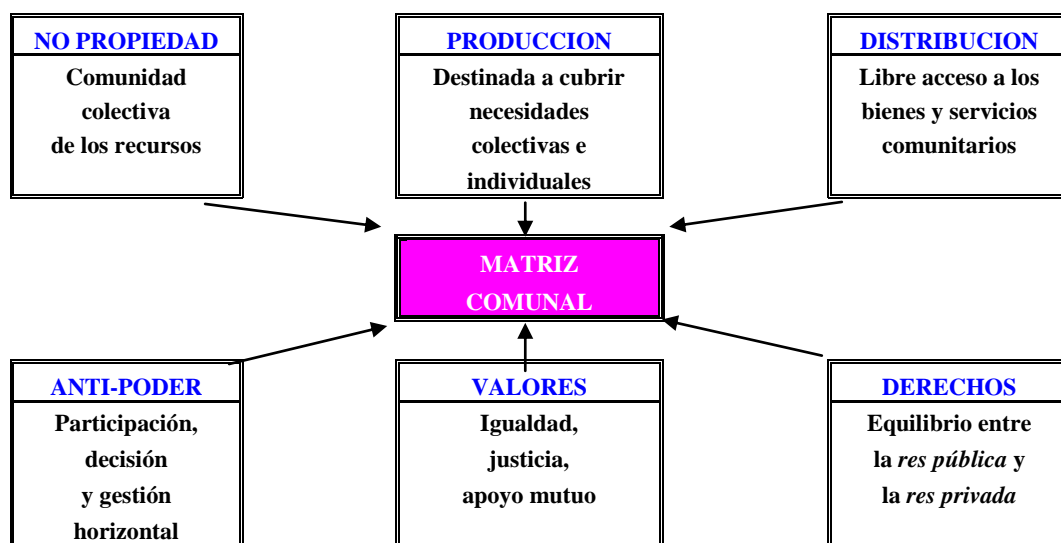 NO PROPIEDAD
Comunidad
colectiva
de los recursos
PRODUCCION
Destinada a cubrir
necesidades
colectivas e
individuales
DISTRIBUCION
Libre acceso a los
bienes y servicios
comunitarios
MATRIZ
COMUNAL
ANTI-PODER
Participación,
decisión
y gestión
horizontal
VALORES
Igualdad,
justicia,
apoyo mutuo
DERECHOS
Equilibrio entre
la res pública y
la res privada